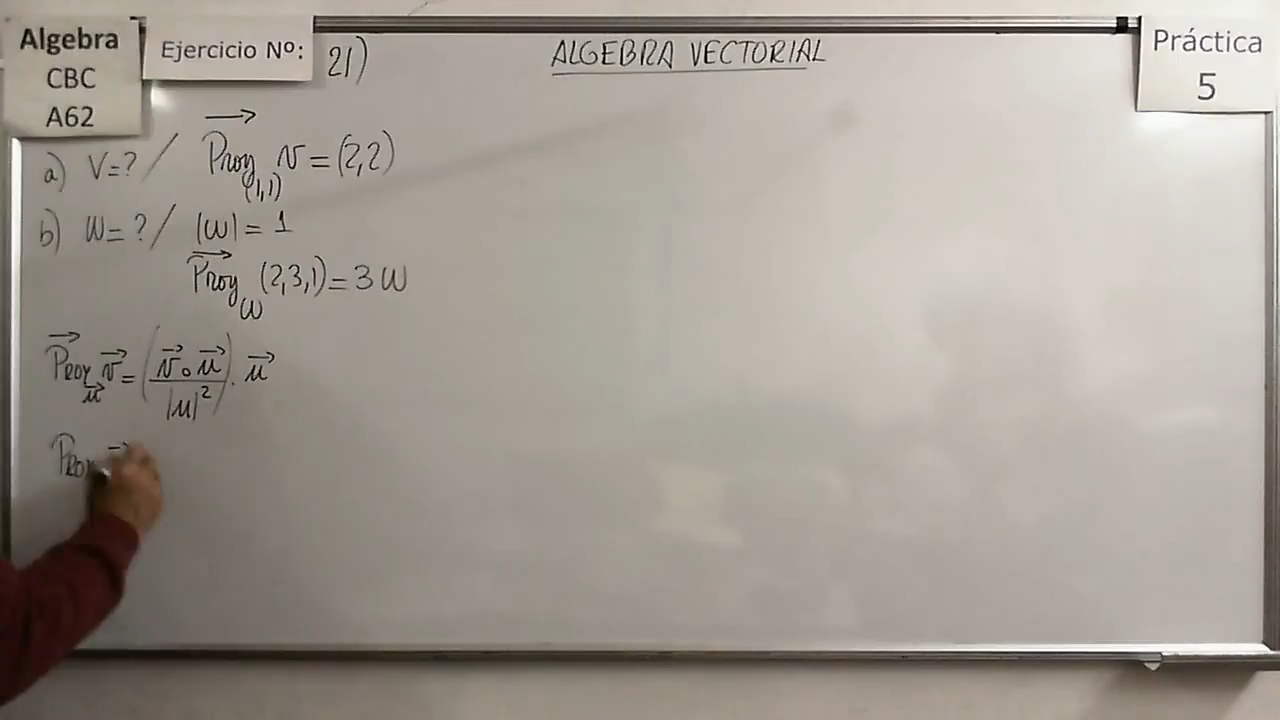 Algebra
CBC
A62
Ejercicio Nº: 21)
ALGEBRA VECTORIAL
Práctica
5
a) V=? / Proy(1,1) v = (2,2)
b) W=? / |w| = 1
Proy w (2,3,1) = 3 w
Proy u v = (v∘u / |u|²) . u
Proy